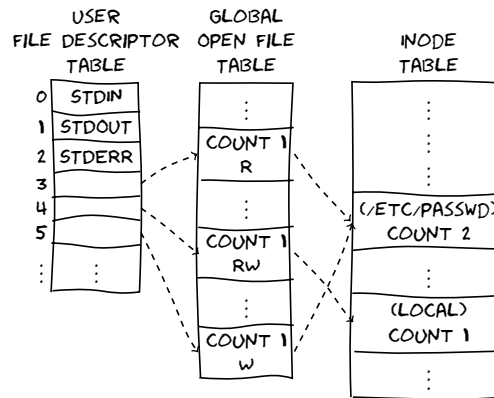 USER
FILE DESCRIPTOR
TABLE
GLOBAL
OPEN FILE
TABLE
INODE
TABLE
0 STDIN
1 STDOUT
2 STDERR
3
4
5
COUNT 1
R
COUNT 1
RW
COUNT 1
W
(/ETC/PASSWD)
COUNT 2
(LOCAL)
COUNT 1